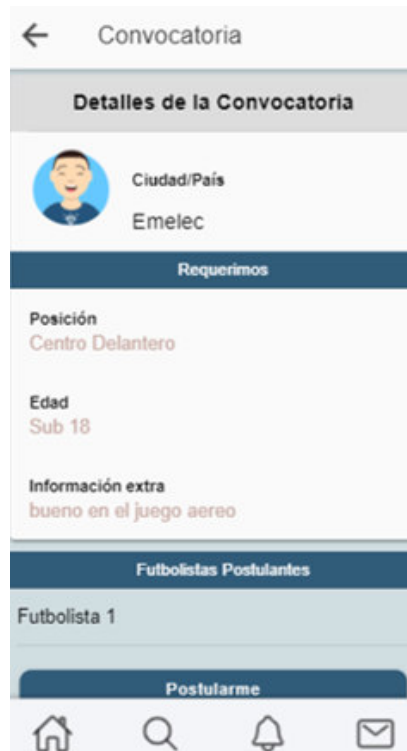 Convocatoria
Detalles de la Convocatoria
Ciudad/País
Emelec
Requerimos
Posición
Centro Delantero
Edad
Sub 18
Información extra
bueno en el juego aereo
Futbolistas Postulantes
Futbolista 1
Postularme